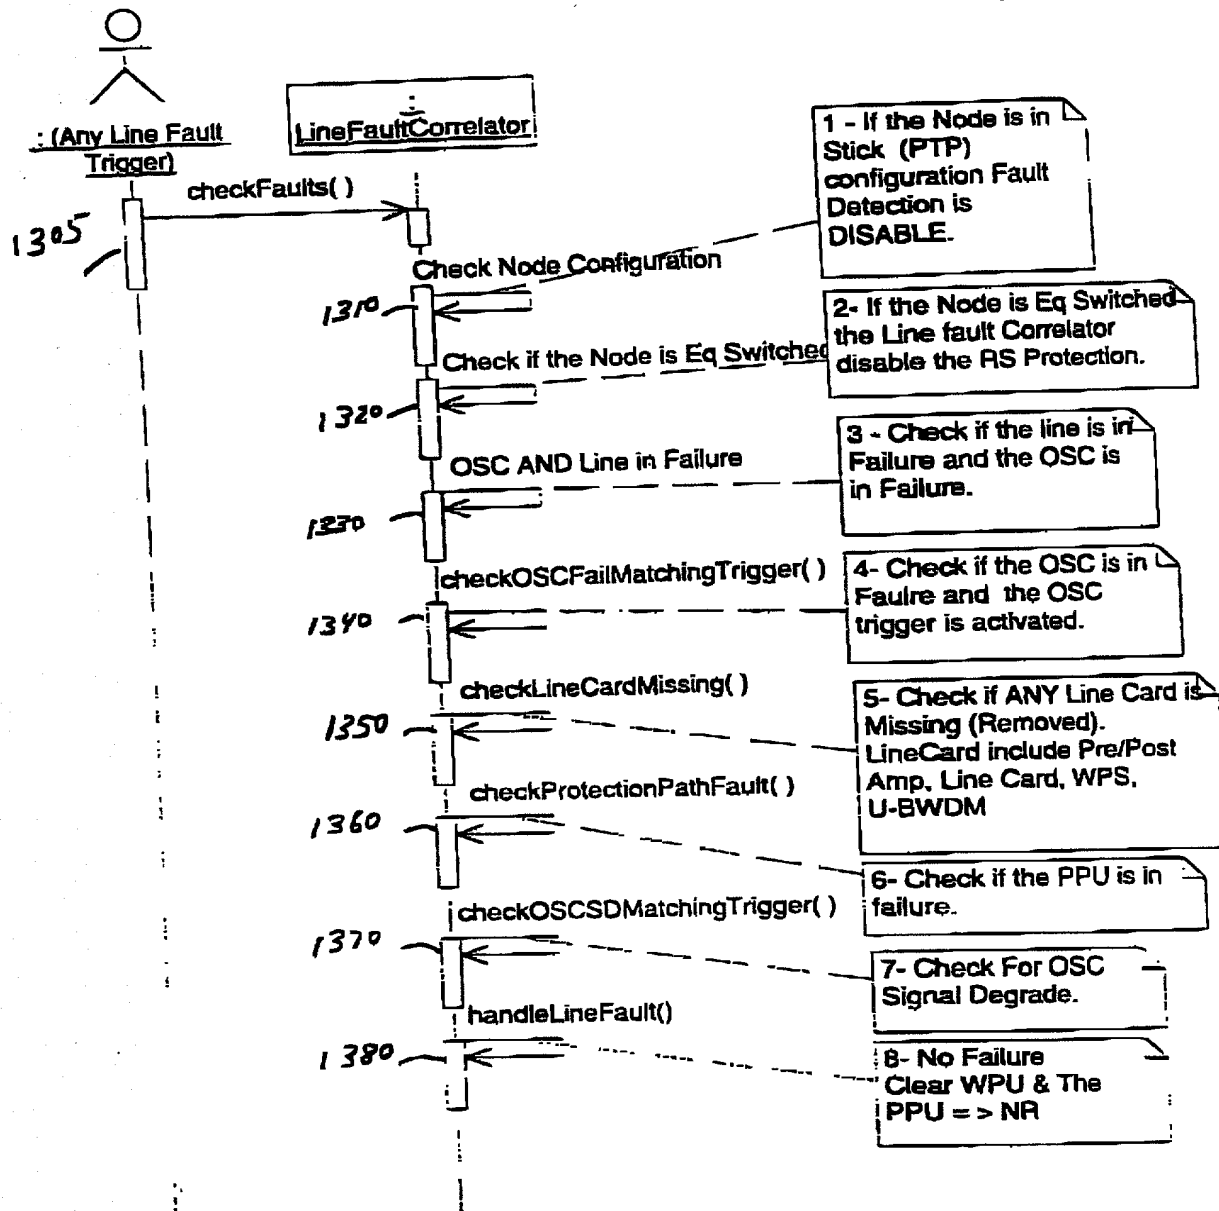 : (Any Line Fault
Trigger)
:
LineFaultCorrelator
checkFaults( )
1305
1 - If the Node is in
Stick (PTP)
configuration Fault
Detection is
DISABLE.
Check Node Configuration
1310
2- If the Node is Eq Switched
the Line fault Correlator
disable the RS Protection.
Check if the Node is Eq Switched
1320
3 - Check if the line is in
Failure and the OSC is
in Failure.
OSC AND Line in Failure
1330
4- Check if the OSC is in
Faulre and the OSC
trigger is activated.
checkOSCFailMatchingTrigger( )
1340
5- Check if ANY Line Card is
Missing (Removed).
LineCard include Pre/Post
Amp, Line Card, WPS,
U-BWDM
checkLineCardMissing( )
1350
checkProtectionPathFault( )
1360
6- Check if the PPU is in
failure.
checkOSCSDMatchingTrigger( )
1370
7- Check For OSC
Signal Degrade.
handleLineFault()
1380
8- No Failure
Clear WPU & The
PPU = > NR